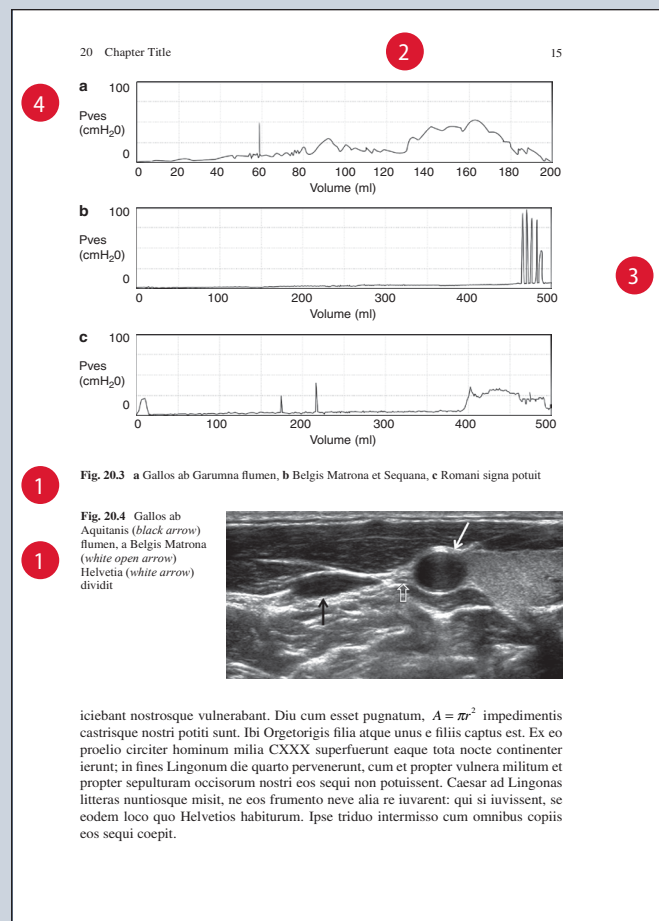 20 Chapter Title 2 15
4
a 100
Pves
(cmH20)
0
0 20 40 60 80 100 120 140 160 180 200
Volume (ml)
b 100
Pves
(cmH20)
0
0 100 200 300 400 500
Volume (ml)
3
c 100
Pves
(cmH20)
0
0 100 200 300 400 500
Volume (ml)
1
Fig. 20.3 a Gallos ab Garumna flumen, b Belgis Matrona et Sequana, c Romani signa potuit
1
Fig. 20.4 Gallos ab
Aquitanis (black arrow)
flumen, a Belgis Matrona
(white open arrow)
Helvetia (white arrow)
dividit
iciebant nostrosque vulnerabant. Diu cum esset pugnatum, A = πr² impedimentis
castrisque nostri potiti sunt. Ibi Orgetorigis filia atque unus e filiis captus est. Ex eo
proelio circiter hominum milia CXXX superfuerunt eaque tota nocte continenter
ierunt; in fines Lingonum die quarto pervenerunt, cum et propter vulnera militum et
propter sepulturam occisorum nostri eos sequi non potuissent. Caesar ad Lingonas
litteras nuntiosque misit, ne eos frumento neve alia re iuvarent: qui si iuvissent, se
eodem loco quo Helvetios habiturum. Ipse triduo intermisso cum omnibus copiis
eos sequi coepit.